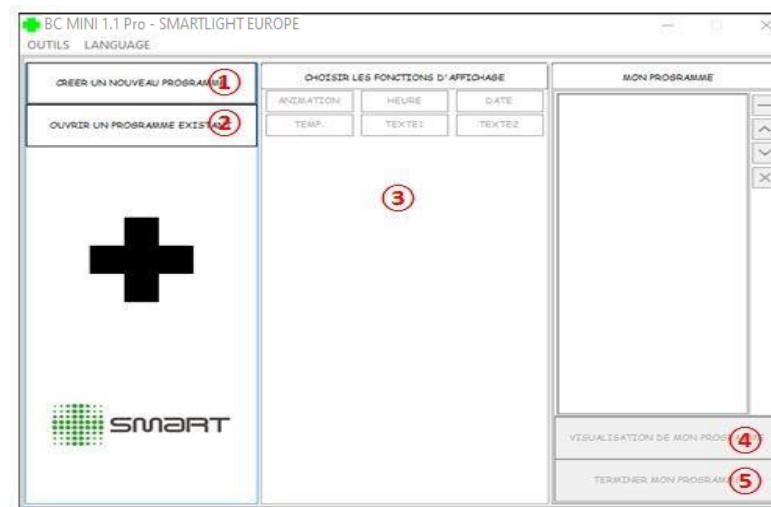 BC MINI 1.1 Pro - SMARTLIGHT EUROPE
OUTILS LANGUAGE
CREER UN NOUVEAU PROGRAMME 1
OUVRIR UN PROGRAMME EXISTANT 2
SMART
CHOISIR LES FONCTIONS D'AFFICHAGE
ANIMATION HEURE DATE
TEMP. TEXTE1 TEXTE2
3
MON PROGRAMME
VISUALISATION DE MON PROGRAMME 4
TERMINER MON PROGRAMME 5